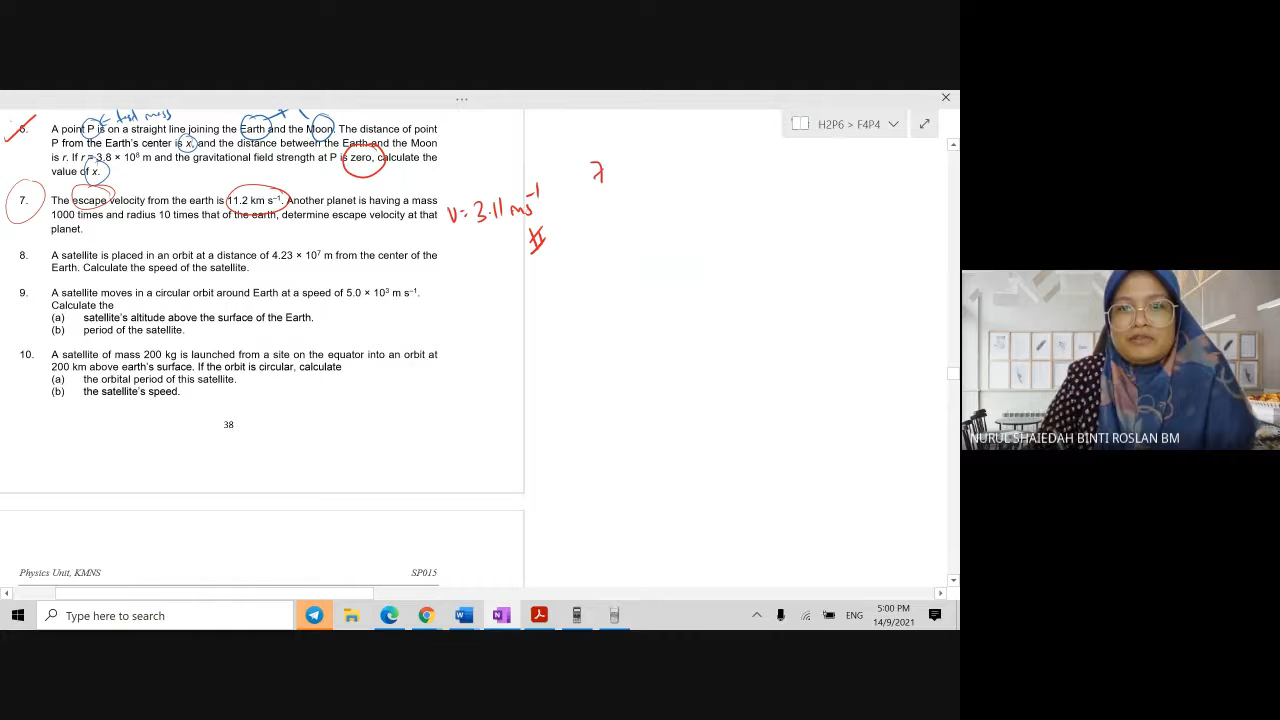 ← test mass
6. A point P is on a straight line joining the Earth and the Moon. The distance of point
P from the Earth's center is x, and the distance between the Earth and the Moon
is r. If r = 3.8 × 10⁸ m and the gravitational field strength at P is zero, calculate the
value of x.
7. The escape velocity from the earth is 11.2 km s⁻¹. Another planet is having a mass
1000 times and radius 10 times that of the earth, determine escape velocity at that
planet.
v = 3.11 ms⁻¹
7
8. A satellite is placed in an orbit at a distance of 4.23 × 10⁷ m from the center of the
Earth. Calculate the speed of the satellite.
9. A satellite moves in a circular orbit around Earth at a speed of 5.0 × 10³ m s⁻¹.
Calculate the
(a) satellite's altitude above the surface of the Earth.
(b) period of the satellite.
10. A satellite of mass 200 kg is launched from a site on the equator into an orbit at
200 km above earth's surface. If the orbit is circular, calculate
(a) the orbital period of this satellite.
(b) the satellite's speed.
38
Physics Unit, KMNS SP015
H2P6 > F4P4
NURUL SHAIEDAH BINTI ROSLAN BM
Type here to search
ENG
5:00 PM
14/9/2021